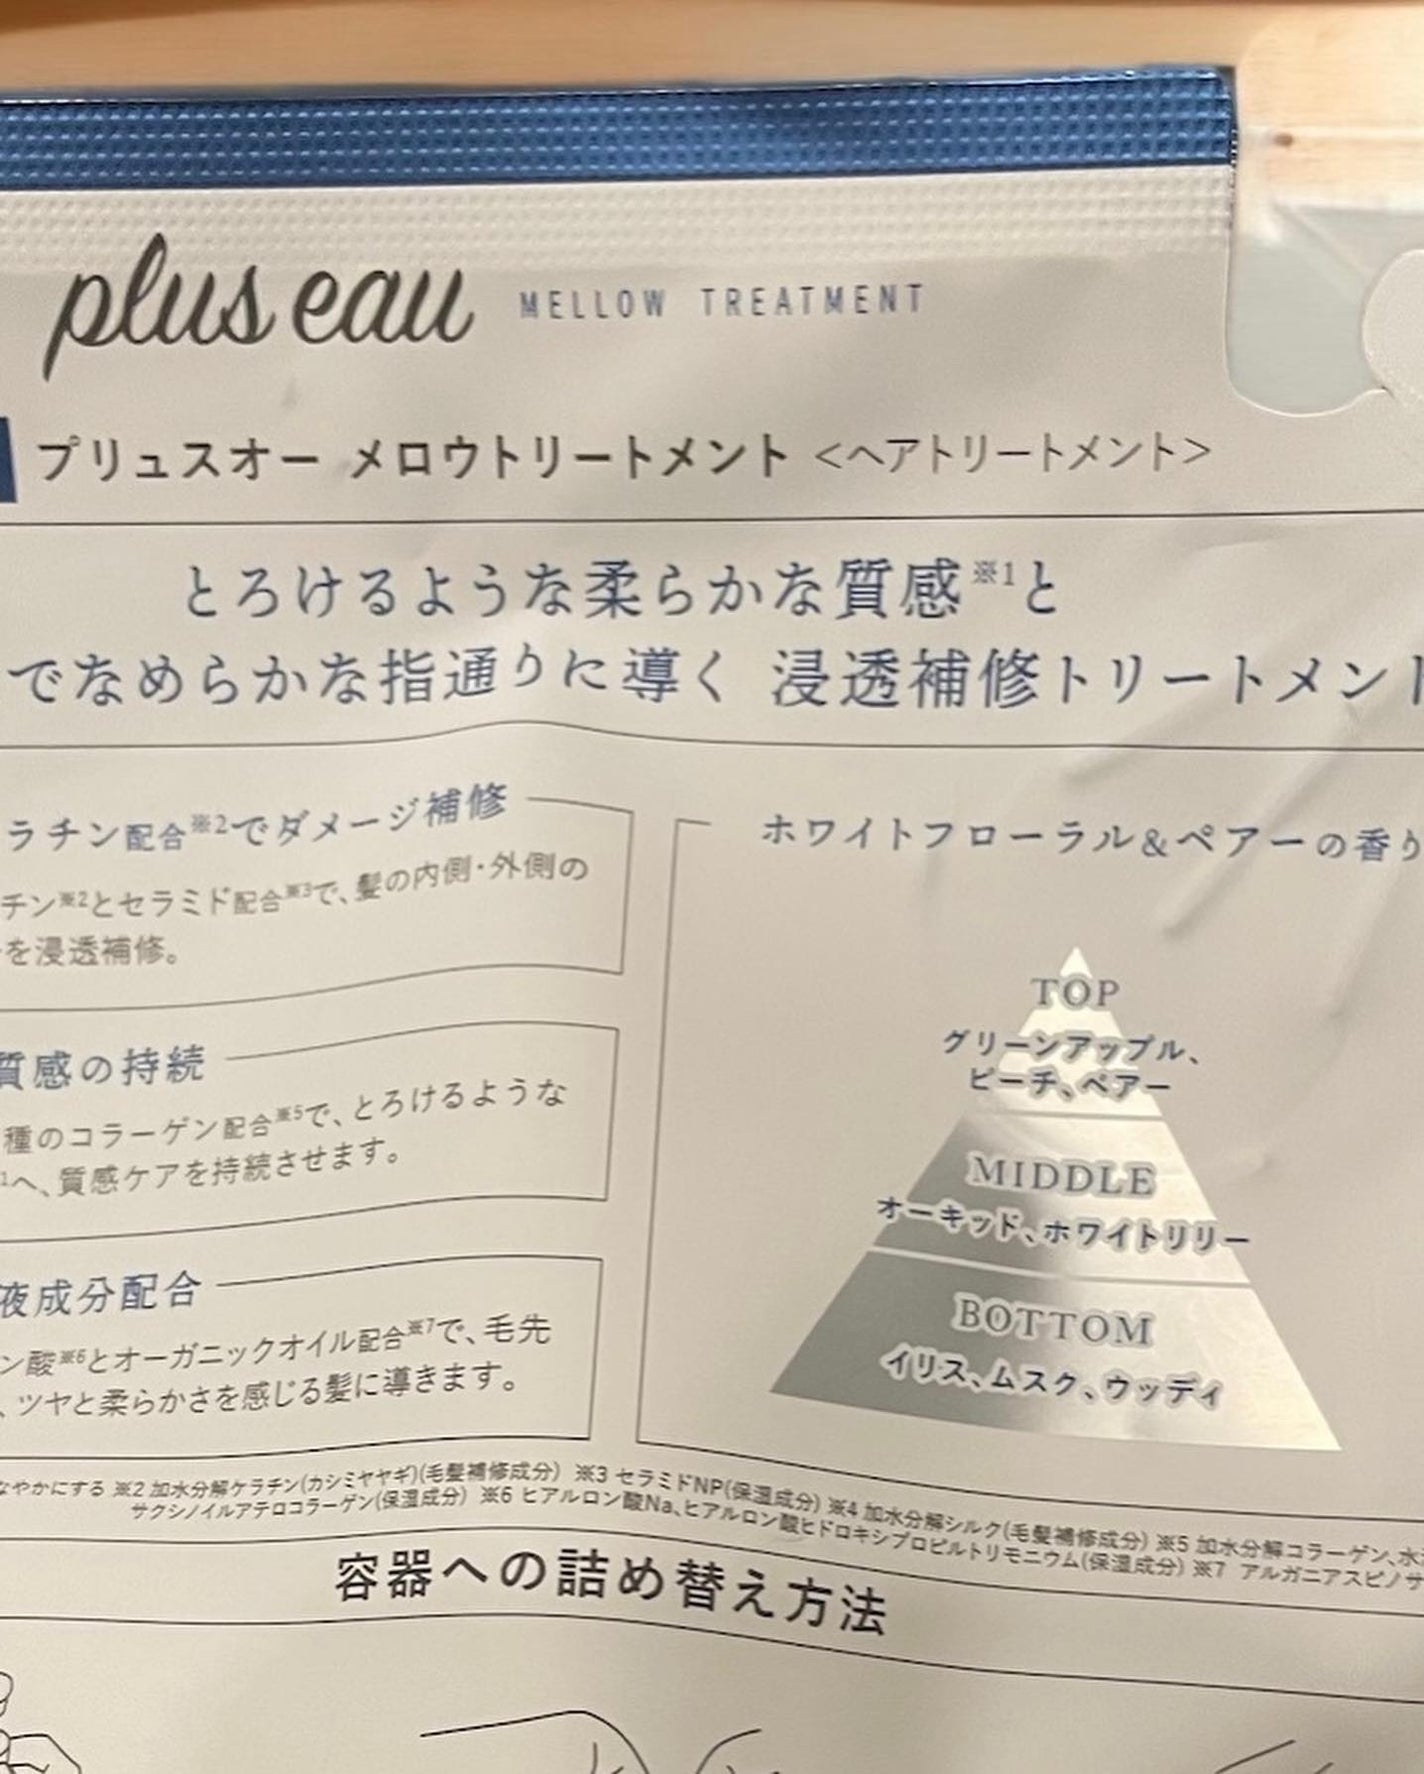 plus eau MELLOW TREATMENT
プリュスオー メロウトリートメント <ヘアトリートメント>
とろけるような柔らかな質感※1と
でなめらかな指通りに導く 浸透補修トリートメント
ラチン配合※2でダメージ補修
チン※2とセラミド配合※3で、髪の内側・外側の
を浸透補修。
質感の持続
種のコラーゲン配合※5で、とろけるような
へ、質感ケアを持続させます。
液成分配合
ン酸※6とオーガニックオイル配合※7で、毛先
、ツヤと柔らかさを感じる髪に導きます。
ホワイトフローラル&ペアーの香り
TOP
グリーンアップル、
ピーチ、ペアー
MIDDLE
オーキッド、ホワイトリリー
BOTTOM
イリス、ムスク、ウッディ
なやかにする ※2 加水分解ケラチン(カシミヤヤギ)(毛髪補修成分) ※3 セラミドNP(保湿成分) ※4 加水分解シルク(毛髪補修成分) ※5 加水分解コラーゲン、水
サクシノイルアテロコラーゲン(保湿成分) ※6 ヒアルロン酸Na、ヒアルロン酸ヒドロキシプロピルトリモニウム(保湿成分) ※7 アルガニアスピノサ
容器への詰め替え方法